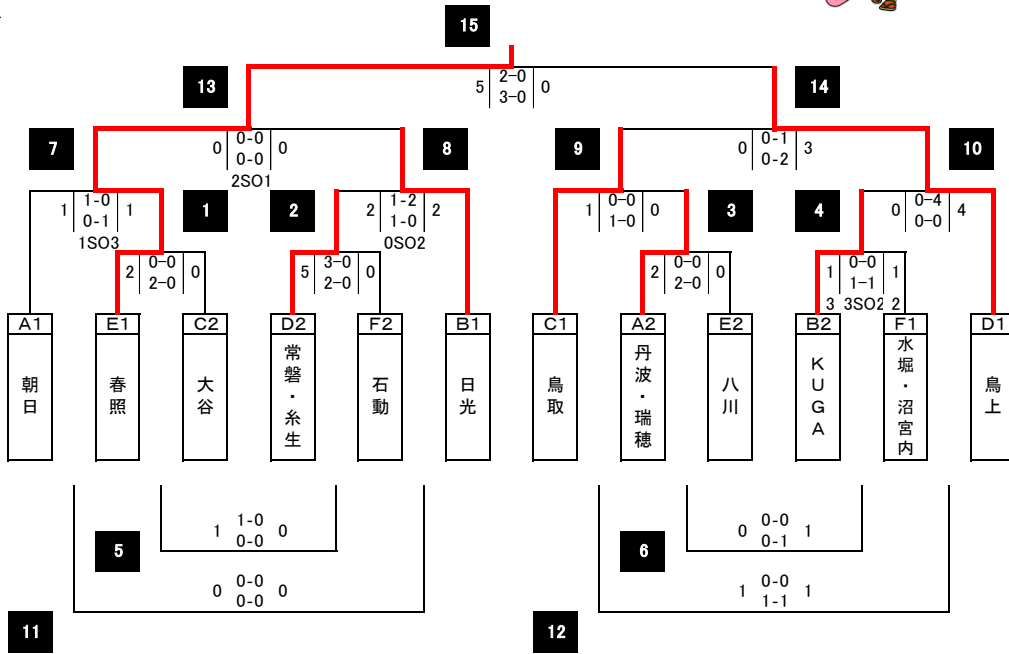 15
13
5 2-0 0
3-0
14
7
0 0-0 0
0-0
2SO1
8
9
0 0-1 3
0-2
10
1 1-0 1
0-1
1SO3
1
2
2 1-2 2
1-0
0SO2
1 0-0 0
1-0
3
4
0 0-4 4
0-0
2 0-0 0
2-0
5 3-0 0
2-0
2 0-0 0
2-0
1 0-0 1
1-1
3 3SO2 2
A1 E1 C2 D2 F2 B1 C1 A2 E2 B2 F1 D1
朝日
春照
大谷
常磐・糸生
石動
日光
鳥取
丹波・瑞穂
八川
KUGA
水堀・沼宮内
鳥上
5
1 1-0 0
0-0
6
0 0-0 1
0-1
0 0-0 0
0-0
1 0-0 1
1-1
11
12